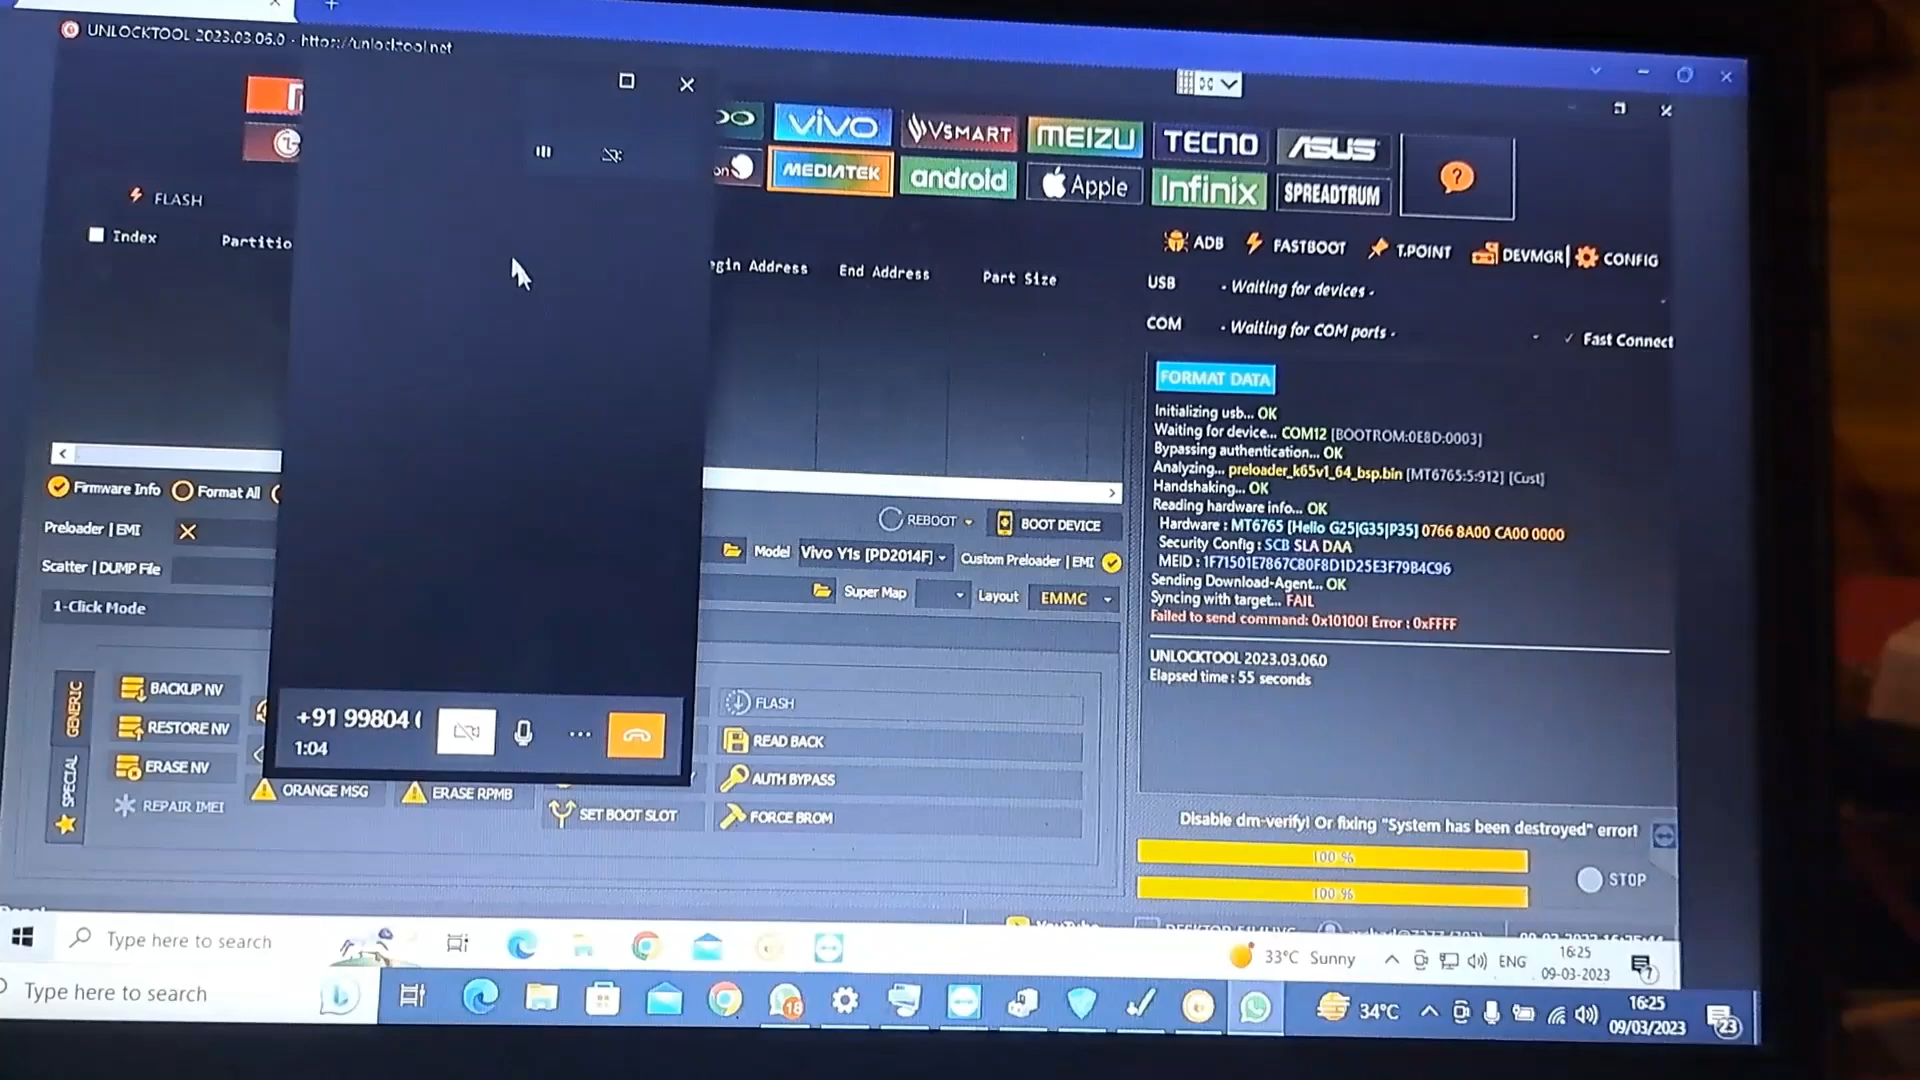 UNLOCKTOOL 2023.03.06.0 - https://unlocktool.net
VIVO
VSMART
MEIZU
TECNO
ASUS
?
on
MEDIATEK
android
Apple
Infinix
SPREADTRUM
FLASH
ADB
FASTBOOT
T.POINT
DEVMGR
CONFIG
Index
Partitio
egin Address
End Address
Part Size
USB
- Waiting for devices -
COM
- Waiting for COM ports -
✓ Fast Connect
FORMAT DATA
Initializing usb... OK
Waiting for device... COM12 [BOOTROM:0E8D:0003]
Bypassing authentication... OK
Analyzing... preloader_k65v1_64_bsp.bin [MT6765:5:912] [Cust]
Handshaking... OK
Reading hardware info... OK
Hardware : MT6765 [Helio G25|G35|P35] 0766 8A00 CA00 0000
Security Config : SCB SLA DAA
MEID : 1F71501E7867C80F8D1D25E3F79B4C96
Sending Download-Agent... OK
Syncing with target... FAIL
Failed to send command: 0x10100! Error : 0xFFFF
UNLOCKTOOL 2023.03.06.0
Elapsed time : 55 seconds
Firmware Info
Format All
REBOOT
BOOT DEVICE
Preloader | EMI
Model
Vivo Y1s [PD2014F]
Custom Preloader | EMI
Scatter | DUMP File
Super Map
Layout
EMMC
1-Click Mode
GENERIC
SPECIAL
BACKUP NV
RESTORE NV
ERASE NV
REPAIR IMEI
ORANGE MSG
ERASE RPMB
SET BOOT SLOT
FLASH
READ BACK
AUTH BYPASS
FORCE BROM
+91 99804
1:04
Disable dm-verify! Or fixing "System has been destroyed" error!
100 %
100 %
STOP
Type here to search
33°C Sunny
ENG
16:25
09-03-2023
7
Type here to search
18
34°C
16:25
09/03/2023
23